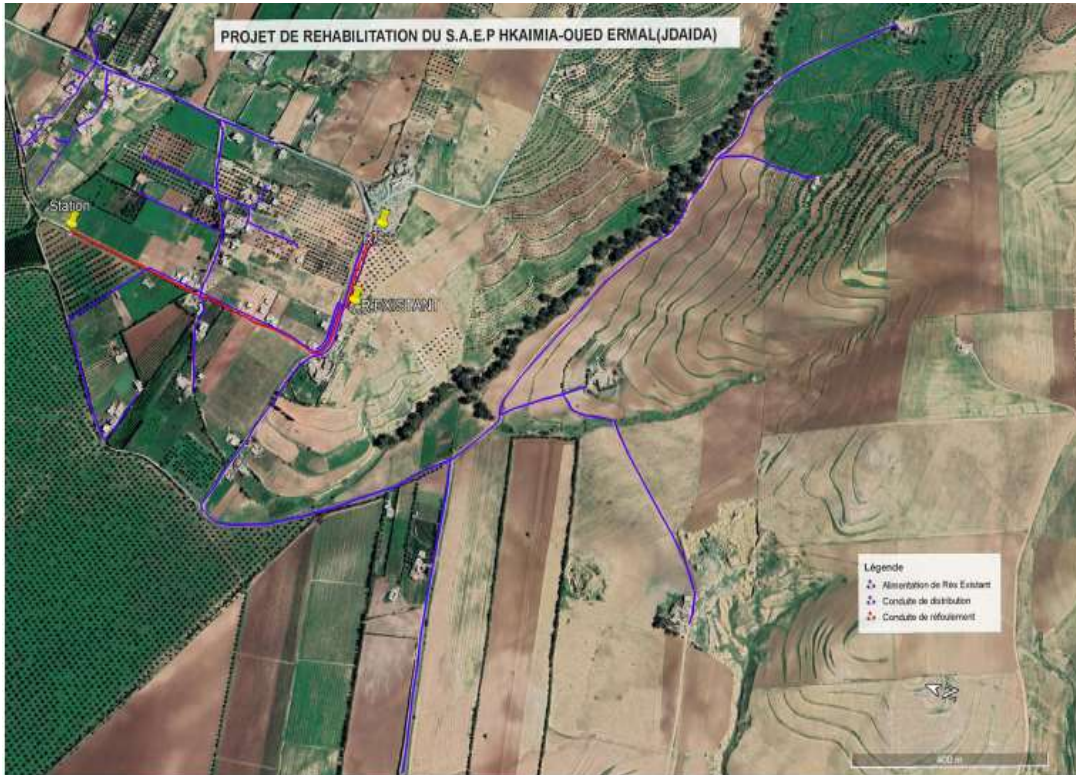 PROJET DE REHABILITATION DU S.A.E.P HKAIMIA-OUED ERMAL(JDAIDA)
Station
R-EXISTANT
Légende
Alimentation de Rés Existant
Conduite de distribution
Conduite de réfoulement
400 m